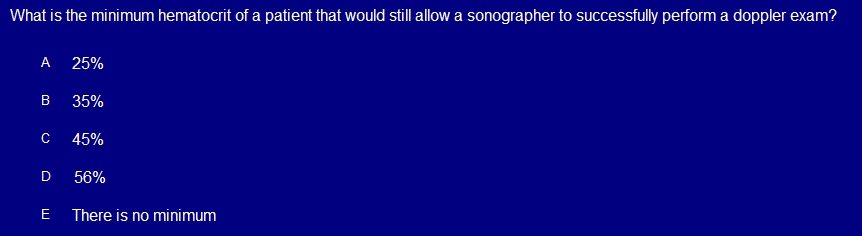 What is the minimum hematocrit of a patient that would still allow a sonographer to successfully perform a doppler exam?
A 25%
B 35%
C 45%
D 56%
E There is no minimum